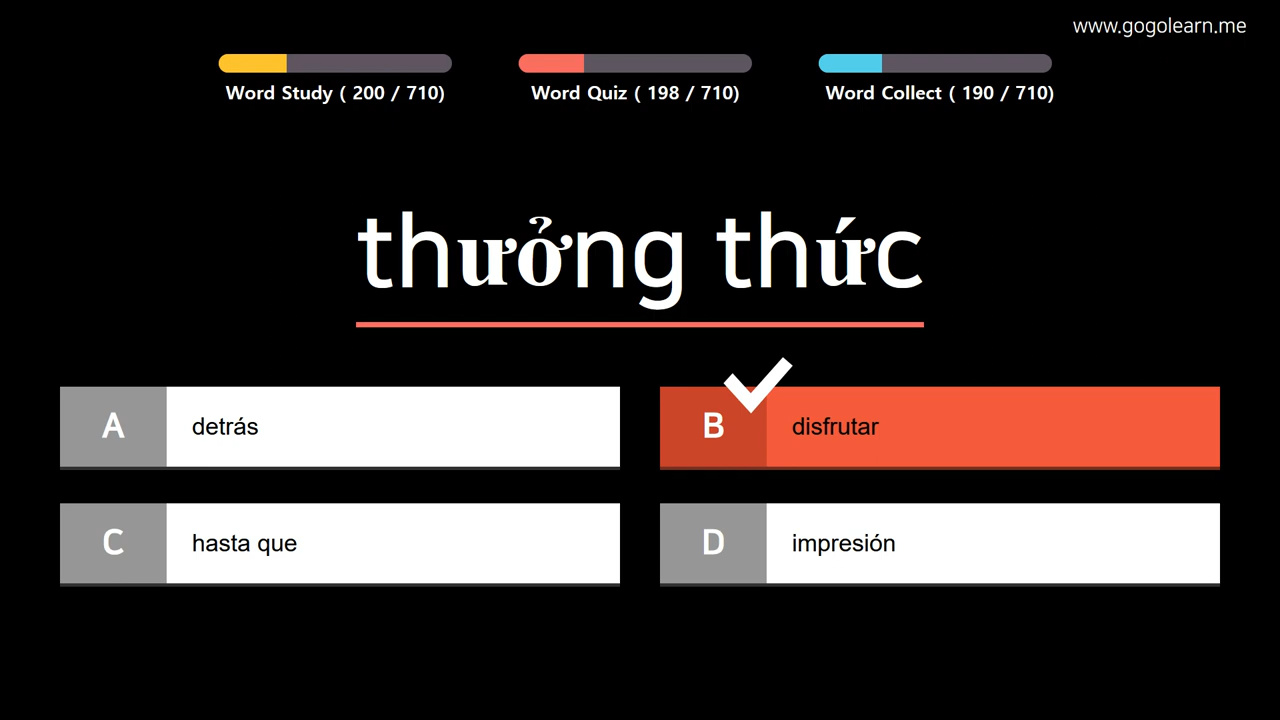 www.gogolearn.me
Word Study ( 200 / 710)
Word Quiz ( 198 / 710)
Word Collect ( 190 / 710)
thưởng thức
A detrás
B disfrutar
C hasta que
D impresión